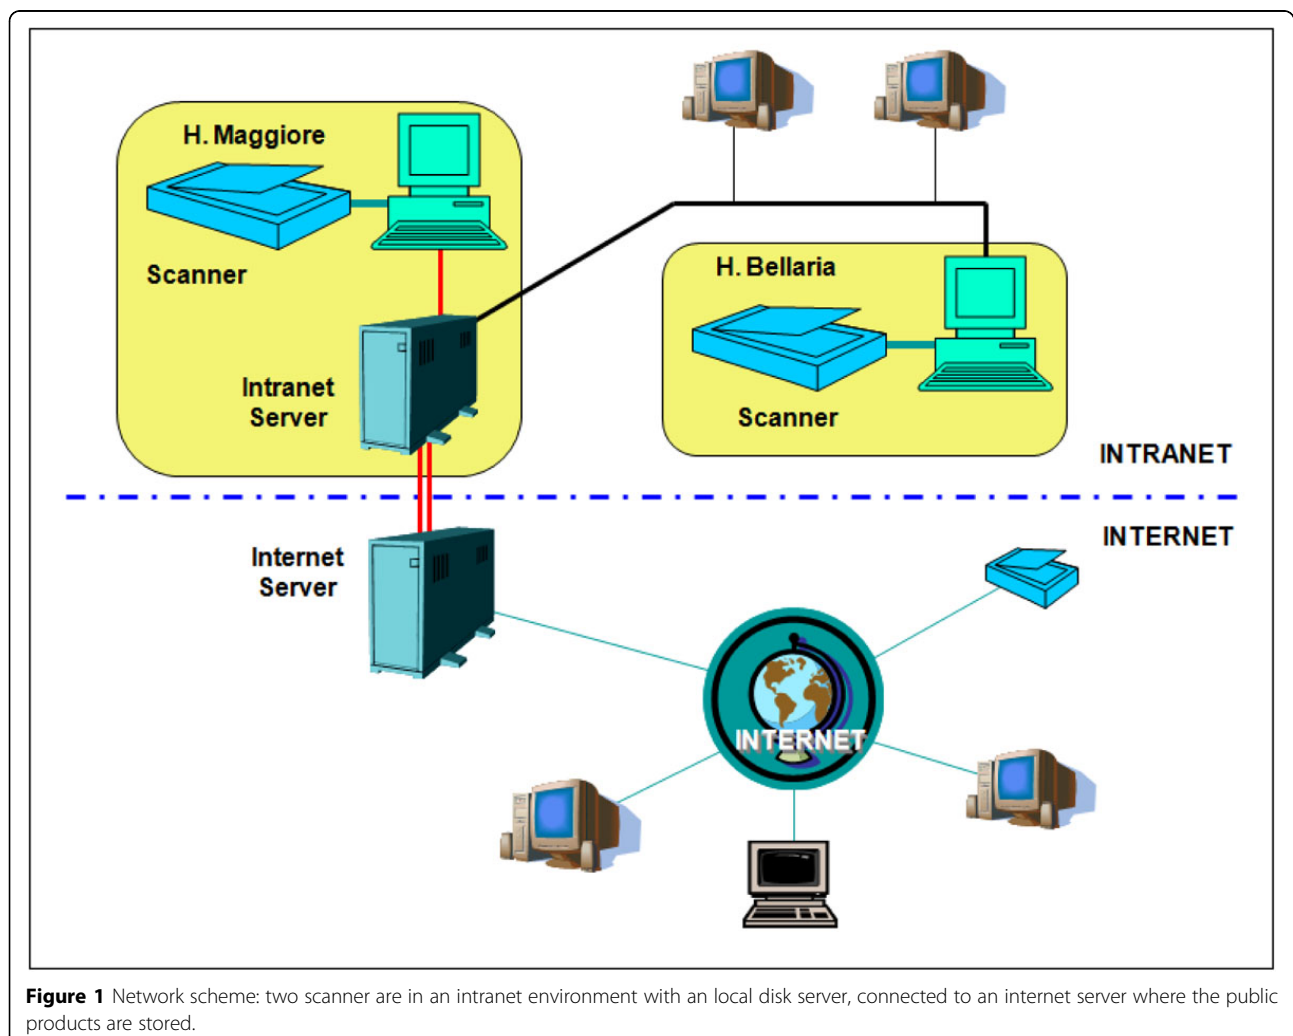 H. Maggiore
Scanner
Intranet
Server
H. Bellaria
Scanner
INTRANET
INTERNET
Internet
Server
INTERNET
Figure 1 Network scheme: two scanner are in an intranet environment with an local disk server, connected to an internet server where the public
products are stored.